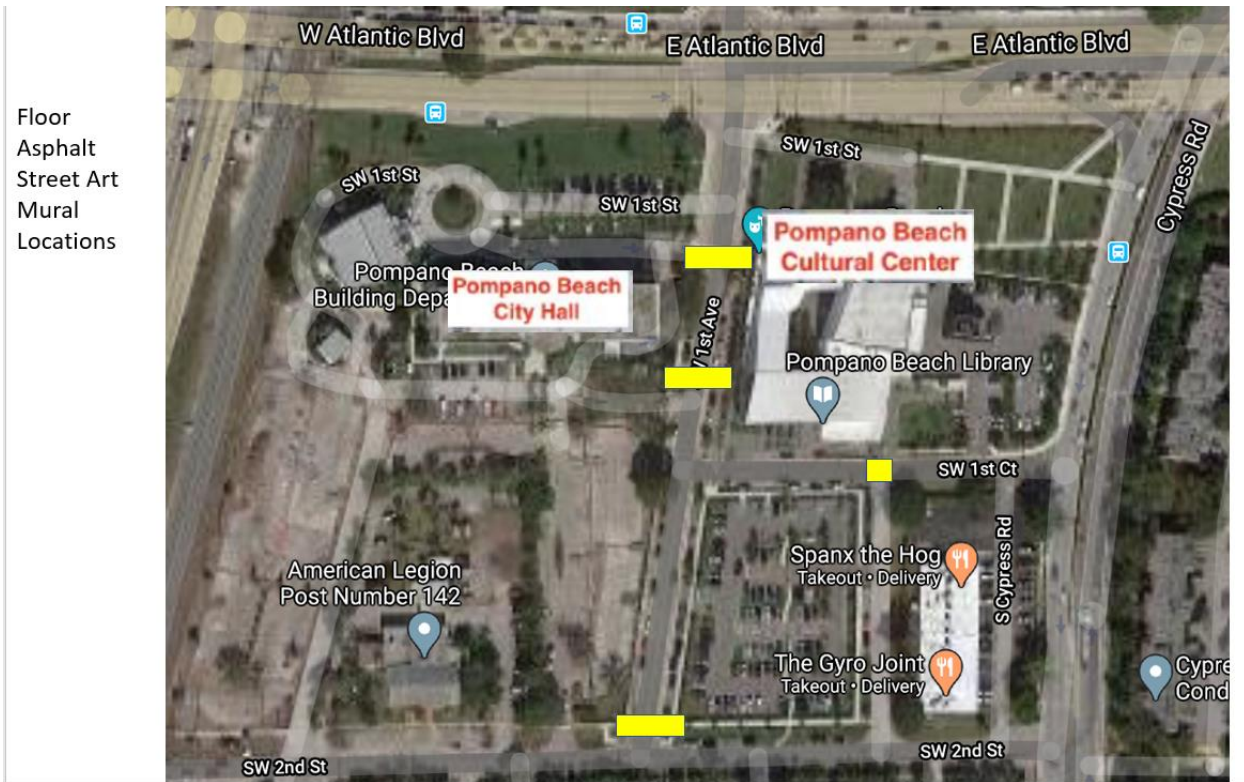 Floor
Asphalt
Street Art
Mural
Locations
W Atlantic Blvd
E Atlantic Blvd
E Atlantic Blvd
SW 1st St
SW 1st St
SW 1st St
Cypress Rd
Pompano Beach
Cultural Center
Pompano Beach
Building
Pompano Beach
City Hall
1st Ave
Pompano Beach Library
SW 1st Ct
American Legion
Post Number 142
Spanx the Hog
Takeout • Delivery
S Cypress Rd
The Gyro Joint
Takeout • Delivery
SW 2nd St
SW 2nd St